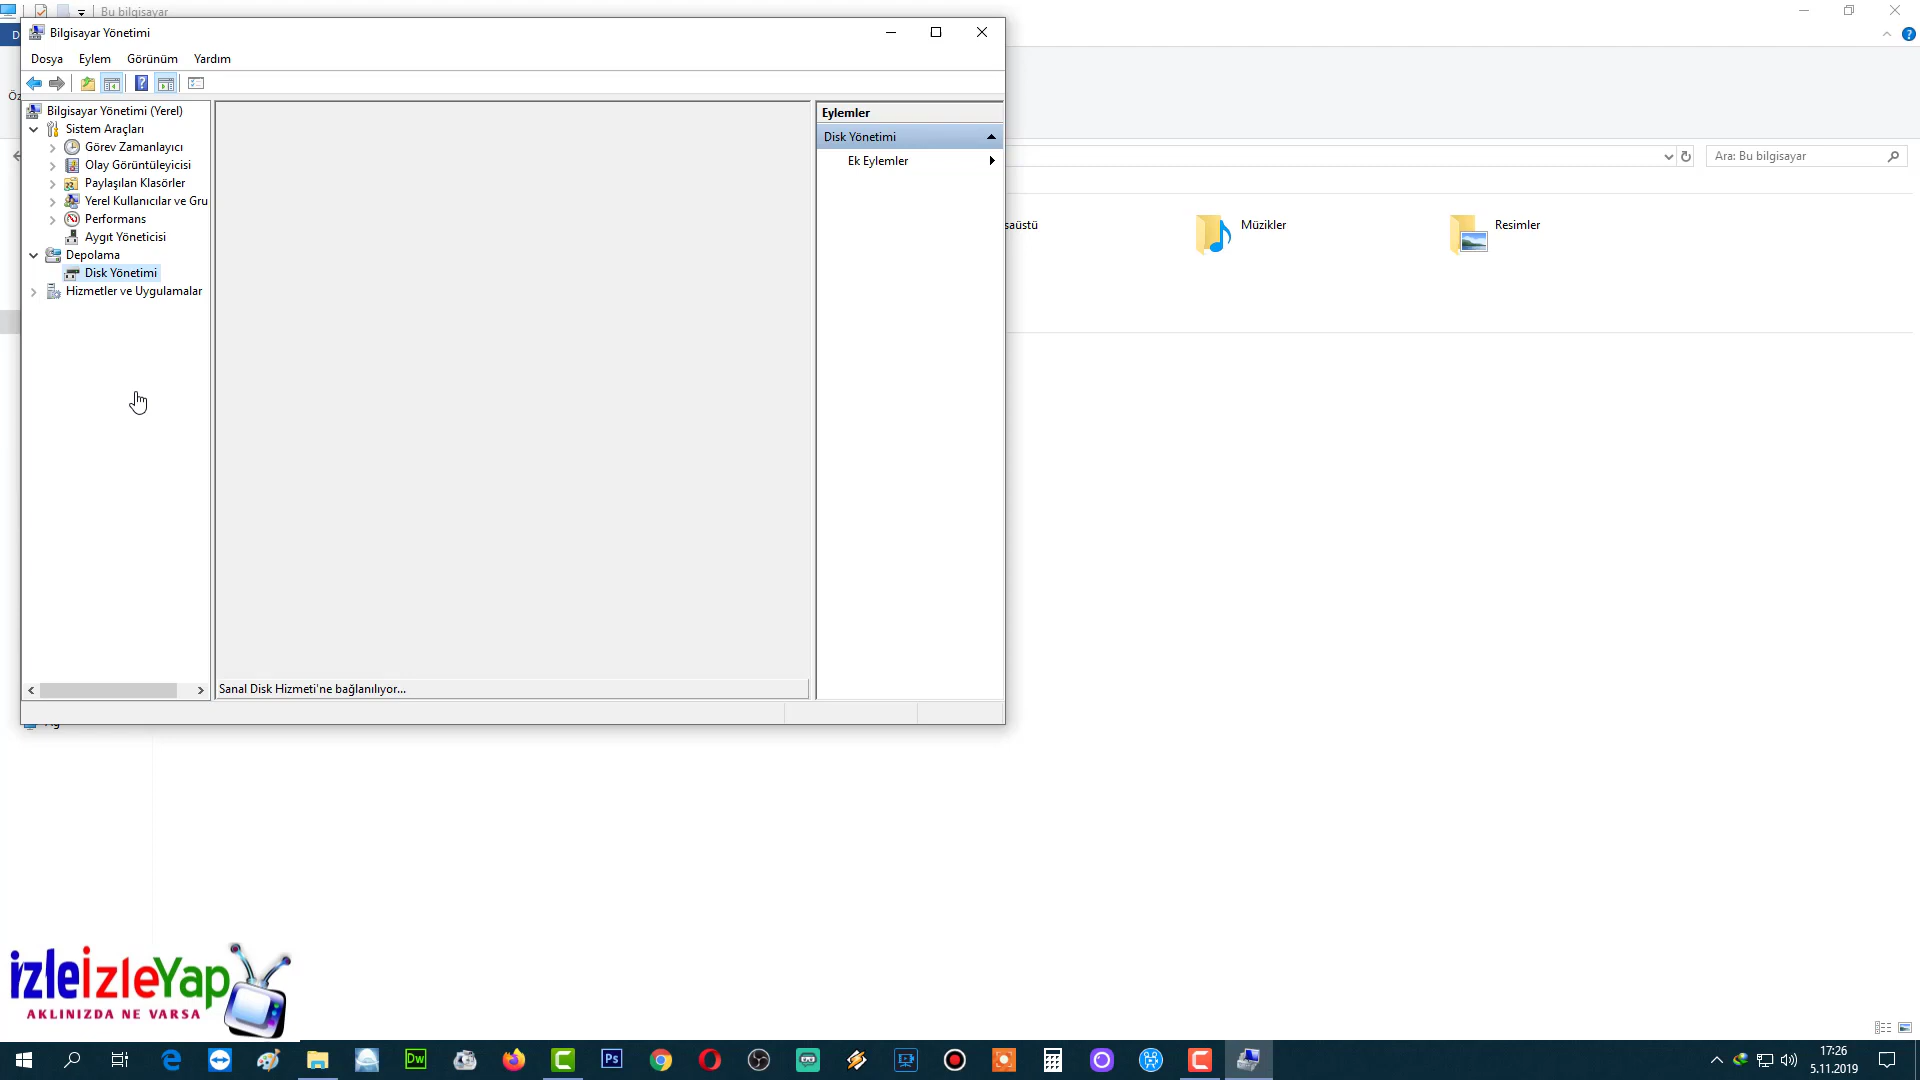 Bu bilgisayar
Bilgisayar Yönetimi
Dosya Eylem Görünüm Yardım
Bilgisayar Yönetimi (Yerel)
Sistem Araçları
Görev Zamanlayıcı
Olay Görüntüleyicisi
Paylaşılan Klasörler
Yerel Kullanıcılar ve Gru
Performans
Aygıt Yöneticisi
Depolama
Disk Yönetimi
Hizmetler ve Uygulamalar
Sanal Disk Hizmeti'ne bağlanılıyor...
Eylemler
Disk Yönetimi
Ek Eylemler
Ara: Bu bilgisayar
saüstü
Müzikler
Resimler
izleizleYap
AKLINIZDA NE VARSA
Dw
Ps
17:26
5.11.2019